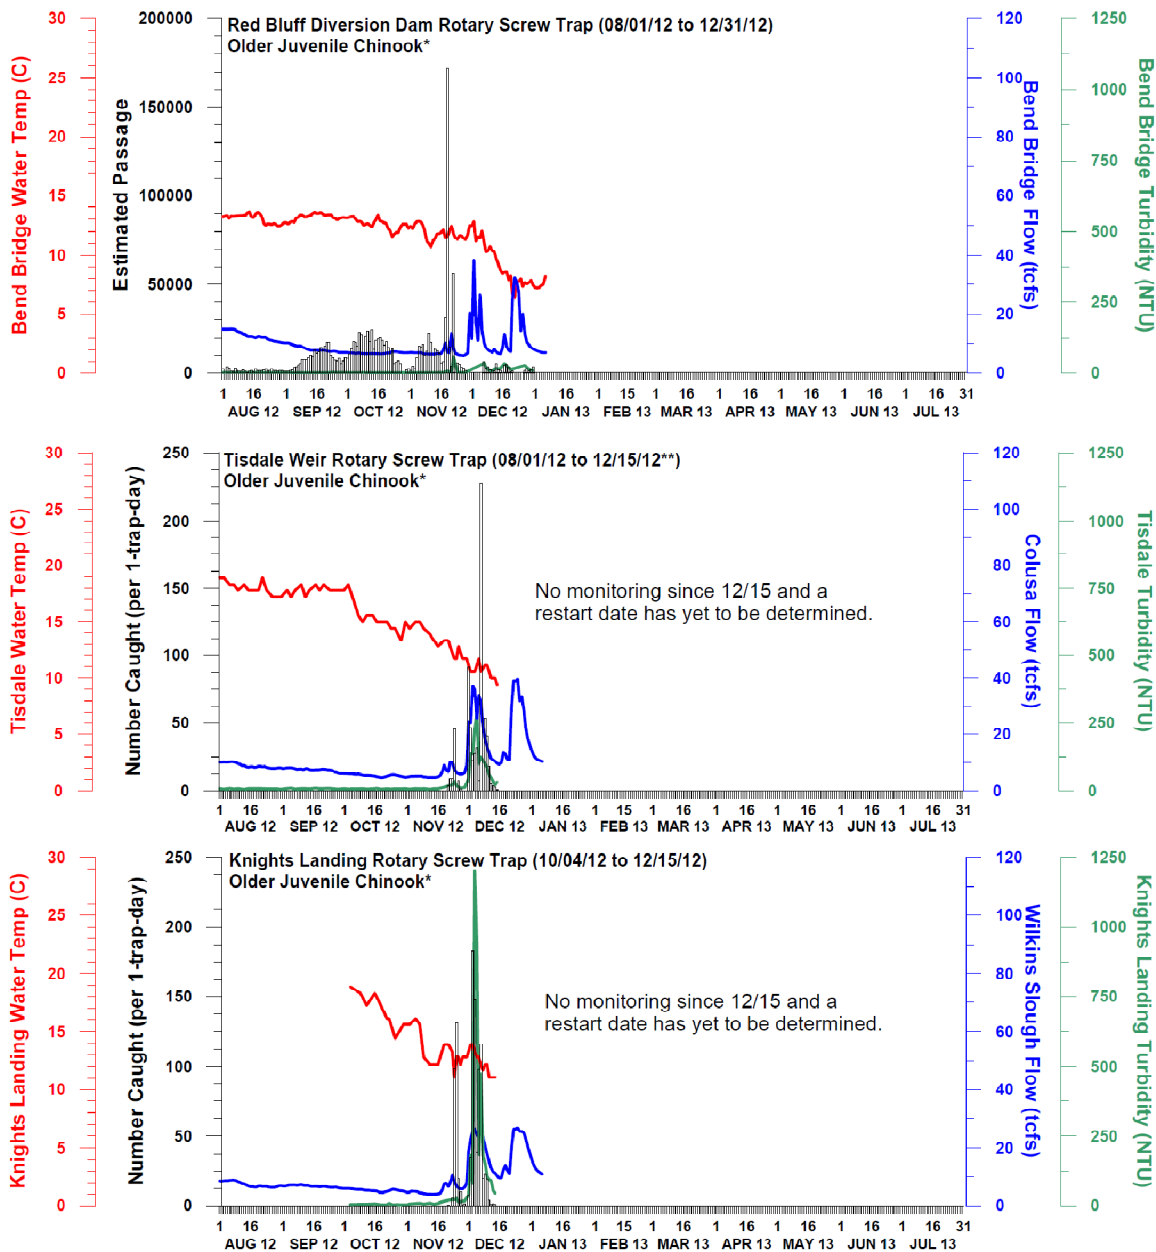 Red Bluff Diversion Dam Rotary Screw Trap (08/01/12 to 12/31/12)
Older Juvenile Chinook*
Bend Bridge Water Temp (C)
30
25
20
15
10
5
0
Estimated Passage
200000
150000
100000
50000
0
Bend Bridge Flow (tcfs)
120
100
80
60
40
20
0
Bend Bridge Turbidity (NTU)
1250
1000
750
500
250
0
1 16 1 16 1 16 1 16 1 16 1 16 1 15 1 16 1 16 1 16 1 16 1 16 31
AUG 12 SEP 12 OCT 12 NOV 12 DEC 12 JAN 13 FEB 13 MAR 13 APR 13 MAY 13 JUN 13 JUL 13
Tisdale Weir Rotary Screw Trap (08/01/12 to 12/15/12**)
Older Juvenile Chinook*
Tisdale Water Temp (C)
30
25
20
15
10
5
0
Number Caught (per 1-trap-day)
250
200
150
100
50
0
No monitoring since 12/15 and a
restart date has yet to be determined.
Colusa Flow (tcfs)
120
100
80
60
40
20
0
Tisdale Turbidity (NTU)
1250
1000
750
500
250
0
1 16 1 16 1 16 1 16 1 16 1 16 1 15 1 16 1 16 1 16 1 16 1 16 31
AUG 12 SEP 12 OCT 12 NOV 12 DEC 12 JAN 13 FEB 13 MAR 13 APR 13 MAY 13 JUN 13 JUL 13
Knights Landing Rotary Screw Trap (10/04/12 to 12/15/12)
Older Juvenile Chinook*
Knights Landing Water Temp (C)
30
25
20
15
10
5
0
Number Caught (per 1-trap-day)
250
200
150
100
50
0
No monitoring since 12/15 and a
restart date has yet to be determined.
Wilkins Slough Flow (tcfs)
120
100
80
60
40
20
0
Knights Landing Turbidity (NTU)
1250
1000
750
500
250
0
1 16 1 16 1 16 1 16 1 16 1 16 1 15 1 16 1 16 1 16 1 16 1 16 31
AUG 12 SEP 12 OCT 12 NOV 12 DEC 12 JAN 13 FEB 13 MAR 13 APR 13 MAY 13 JUN 13 JUL 13